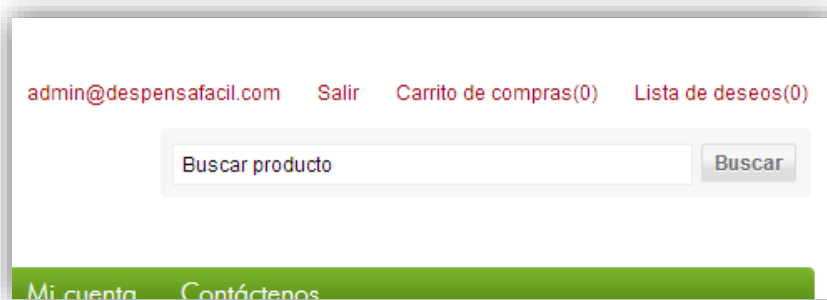 admin@despensafacil.com Salir Carrito de compras(0) Lista de deseos(0)
Buscar producto Buscar
Mi cuenta Contáctenos